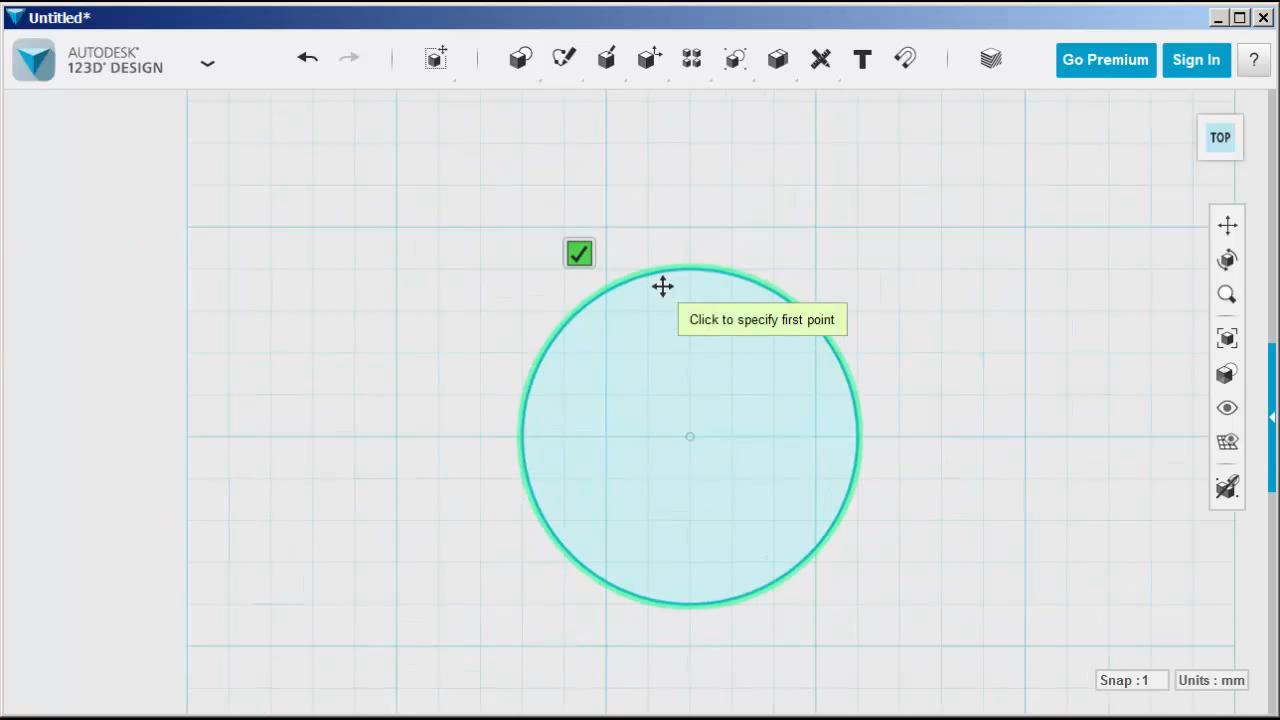 Untitled*
AUTODESK®
123D® DESIGN
Go Premium
Sign In
?
TOP
Click to specify first point
Snap : 1
Units : mm